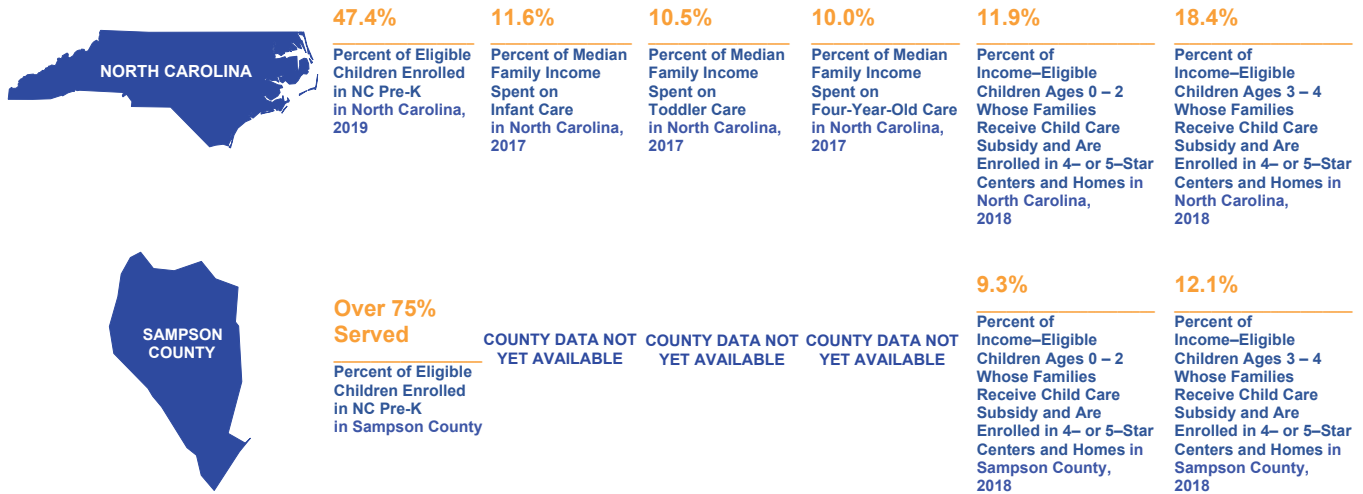 NORTH CAROLINA
47.4%
Percent of Eligible
Children Enrolled
in NC Pre-K
in North Carolina,
2019
11.6%
Percent of Median
Family Income
Spent on
Infant Care
in North Carolina,
2017
10.5%
Percent of Median
Family Income
Spent on
Toddler Care
in North Carolina,
2017
10.0%
Percent of Median
Family Income
Spent on
Four-Year-Old Care
in North Carolina,
2017
11.9%
Percent of
Income–Eligible
Children Ages 0 – 2
Whose Families
Receive Child Care
Subsidy and Are
Enrolled in 4– or 5–Star
Centers and Homes in
North Carolina,
2018
18.4%
Percent of
Income–Eligible
Children Ages 3 – 4
Whose Families
Receive Child Care
Subsidy and Are
Enrolled in 4– or 5–Star
Centers and Homes in
North Carolina,
2018
SAMPSON
COUNTY
Over 75%
Served
Percent of Eligible
Children Enrolled
in NC Pre-K
in Sampson County
COUNTY DATA NOT
YET AVAILABLE
COUNTY DATA NOT
YET AVAILABLE
COUNTY DATA NOT
YET AVAILABLE
9.3%
Percent of
Income–Eligible
Children Ages 0 – 2
Whose Families
Receive Child Care
Subsidy and Are
Enrolled in 4– or 5–Star
Centers and Homes in
Sampson County,
2018
12.1%
Percent of
Income–Eligible
Children Ages 3 – 4
Whose Families
Receive Child Care
Subsidy and Are
Enrolled in 4– or 5–Star
Centers and Homes in
Sampson County,
2018